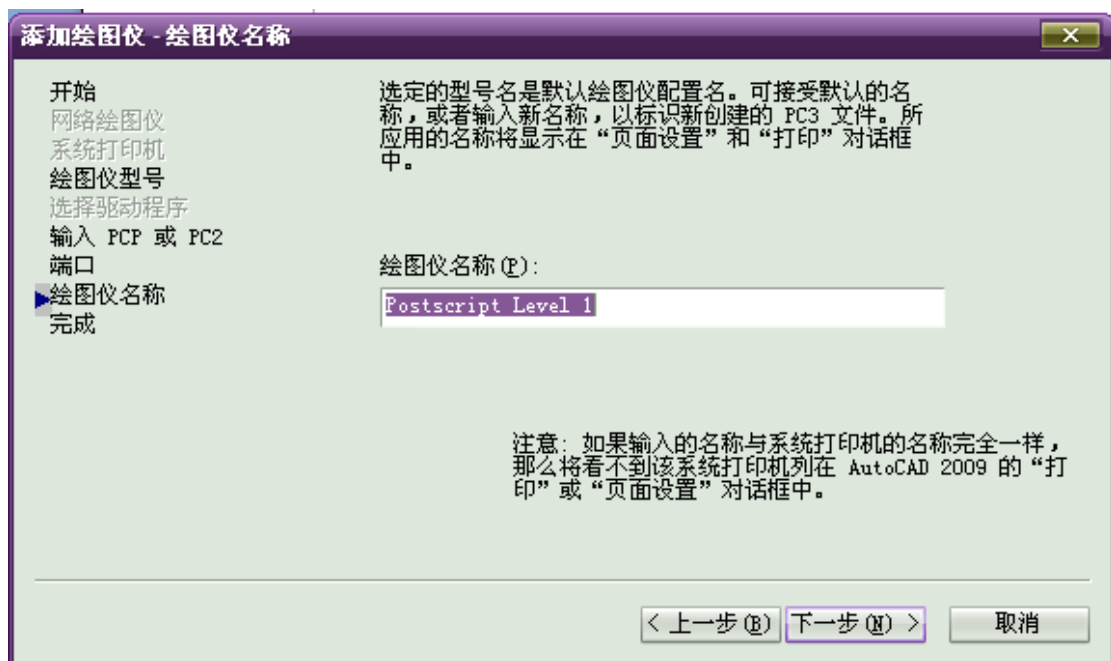 添加绘图仪 - 绘图仪名称
开始
网络绘图仪
系统打印机
绘图仪型号
选择驱动程序
输入 PCP 或 PC2
端口
绘图仪名称
完成
选定的型号名是默认绘图仪配置名。可接受默认的名
称，或者输入新名称，以标识新创建的 PC3 文件。所
应用的名称将显示在“页面设置”和“打印”对话框
中。
绘图仪名称(P):
Postscript Level 1
注意: 如果输入的名称与系统打印机的名称完全一样，
那么将看不到该系统打印机列在 AutoCAD 2009 的“打
印”或“页面设置”对话框中。
< 上一步(B) 下一步(N) > 取消